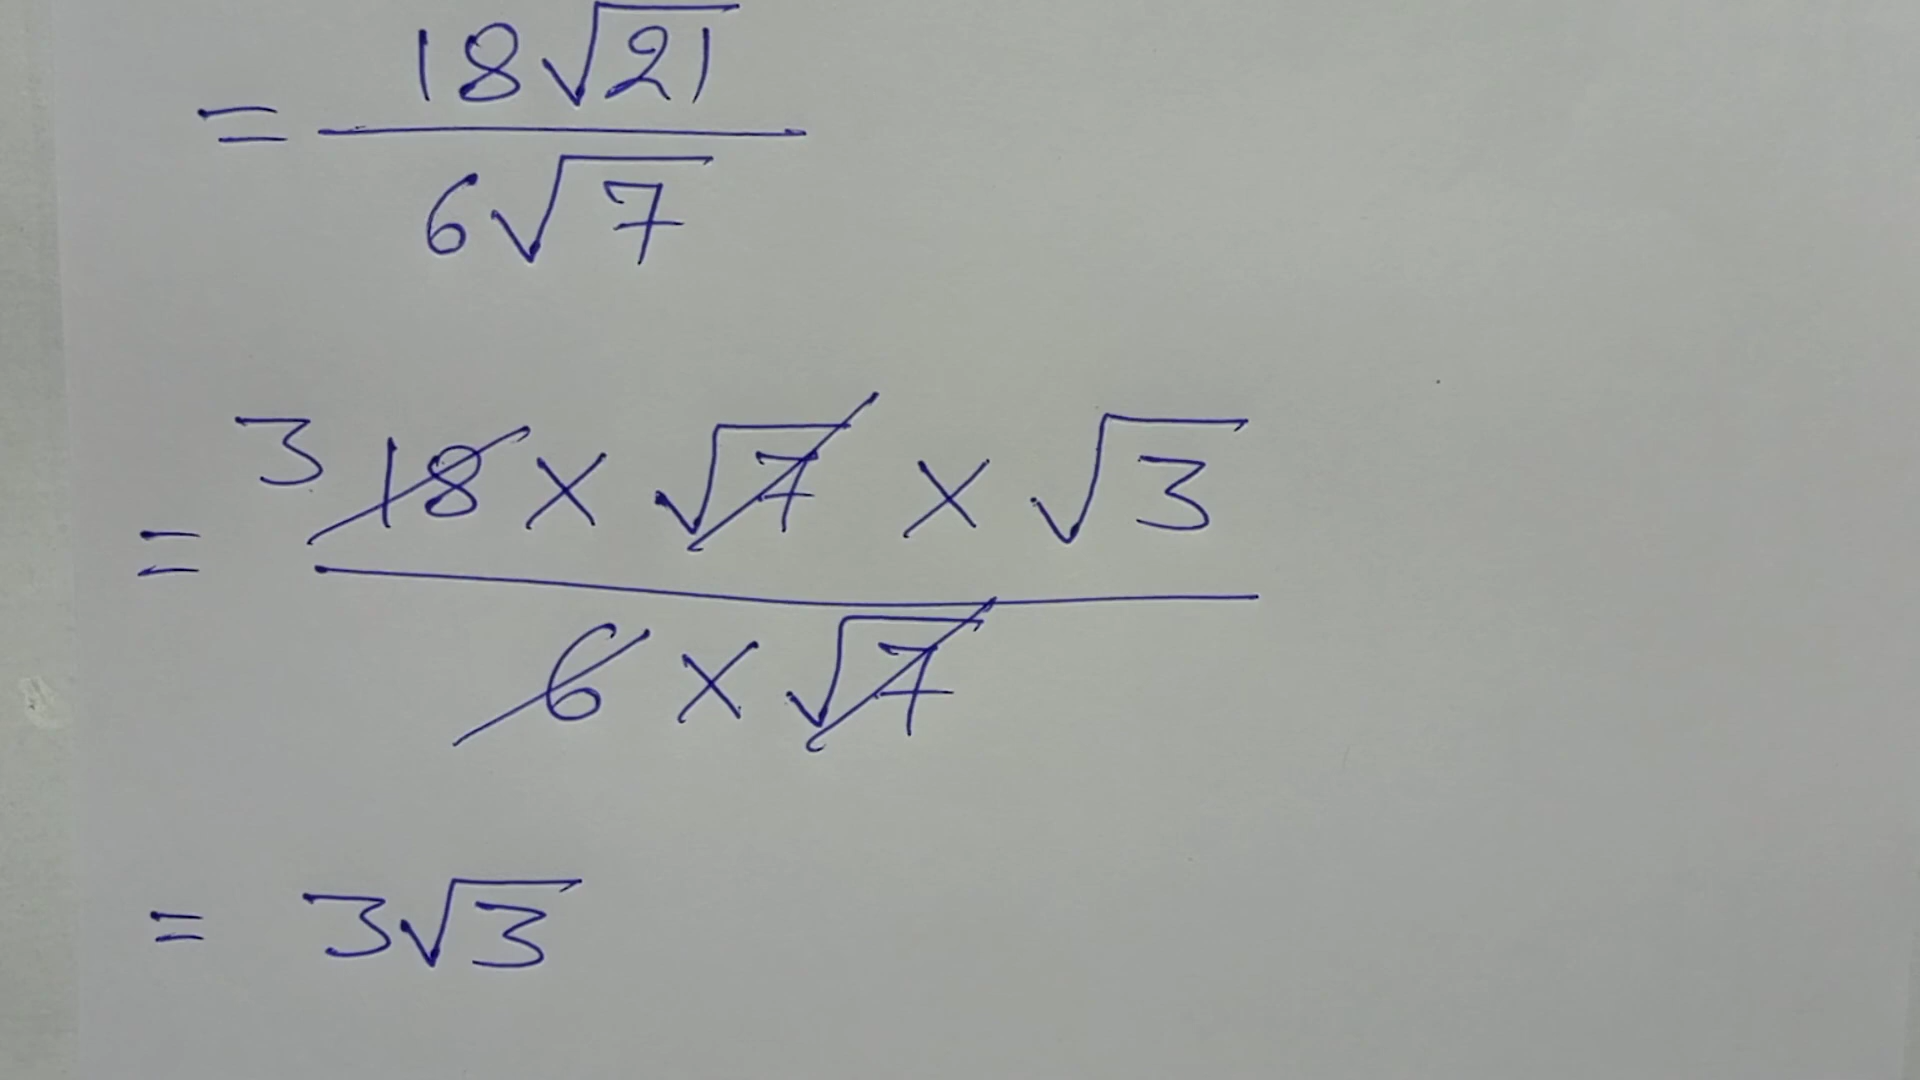 = 18√21 / 6√7
= 3 18 × √7 × √3 / 6 × √7
= 3√3